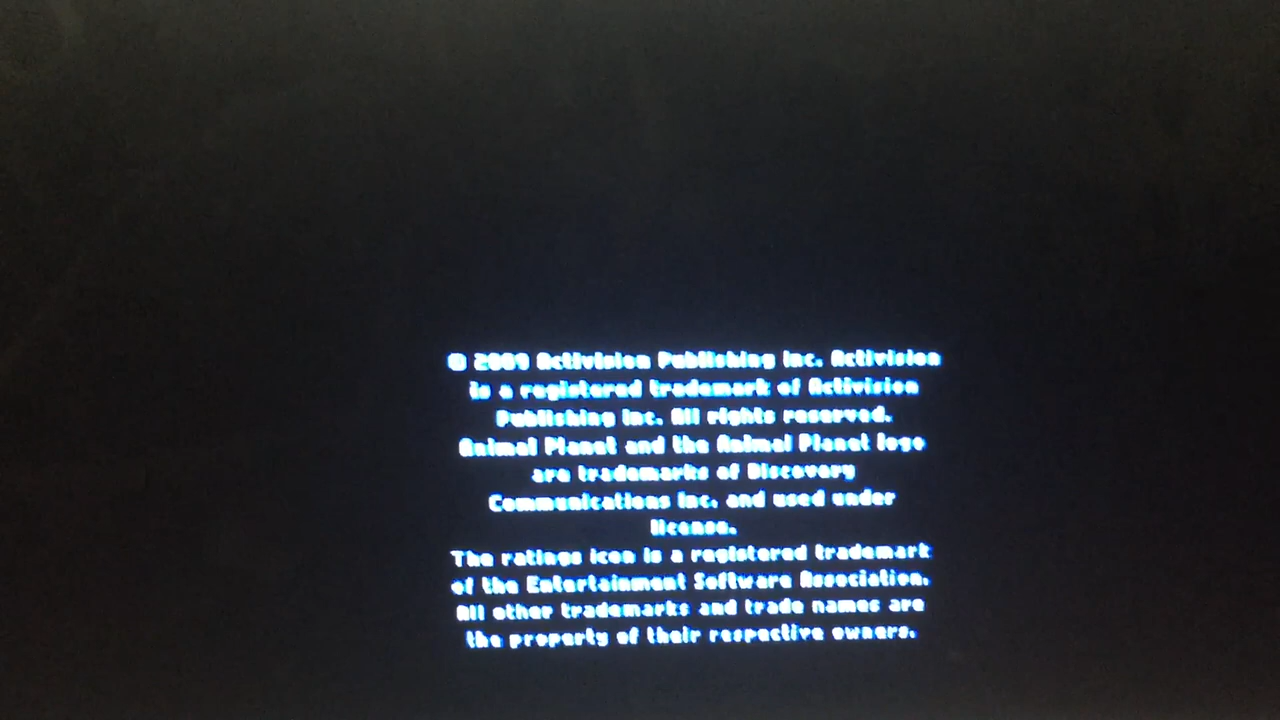 © 2009 Activision Publishing Inc. Activision
is a registered trademark of Activision
Publishing Inc. All rights reserved.
Animal Planet and the Animal Planet logo
are trademarks of Discovery
Communications Inc. and used under
license.
The ratings icon is a registered trademark
of the Entertainment Software Association.
All other trademarks and trade names are
the property of their respective owners.